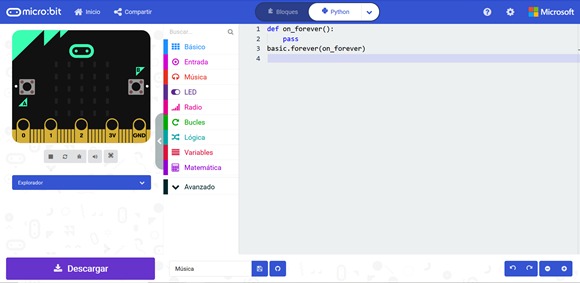 micro:bit
Inicio
Compartir
Bloques
Python
Microsoft
Buscar...
Básico
Entrada
Música
LED
Radio
Bucles
Lógica
Variables
Matemática
Avanzado
1 def on_forever():
2 pass
3 basic.forever(on_forever)
4
0 1 2 3V GND
Explorador
Descargar
Música